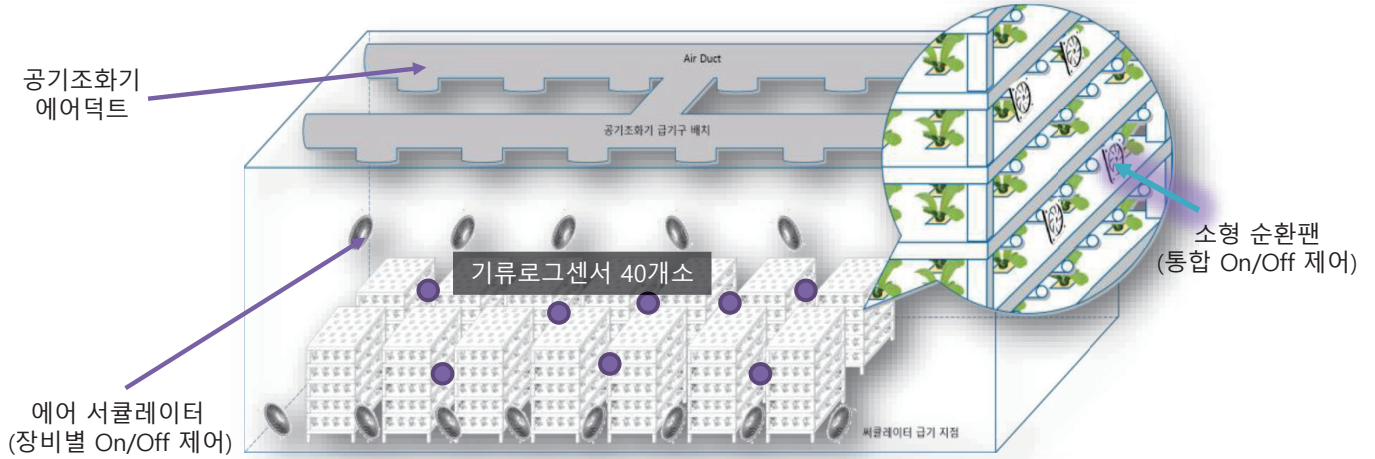 Air Duct
공기조화기
에어덕트
공기조화기 급기구 배치
소형 순환팬
(통합 On/Off 제어)
기류로그센서 40개소
에어 서큘레이터
(장비별 On/Off 제어)
써큘레이터 급기 지점